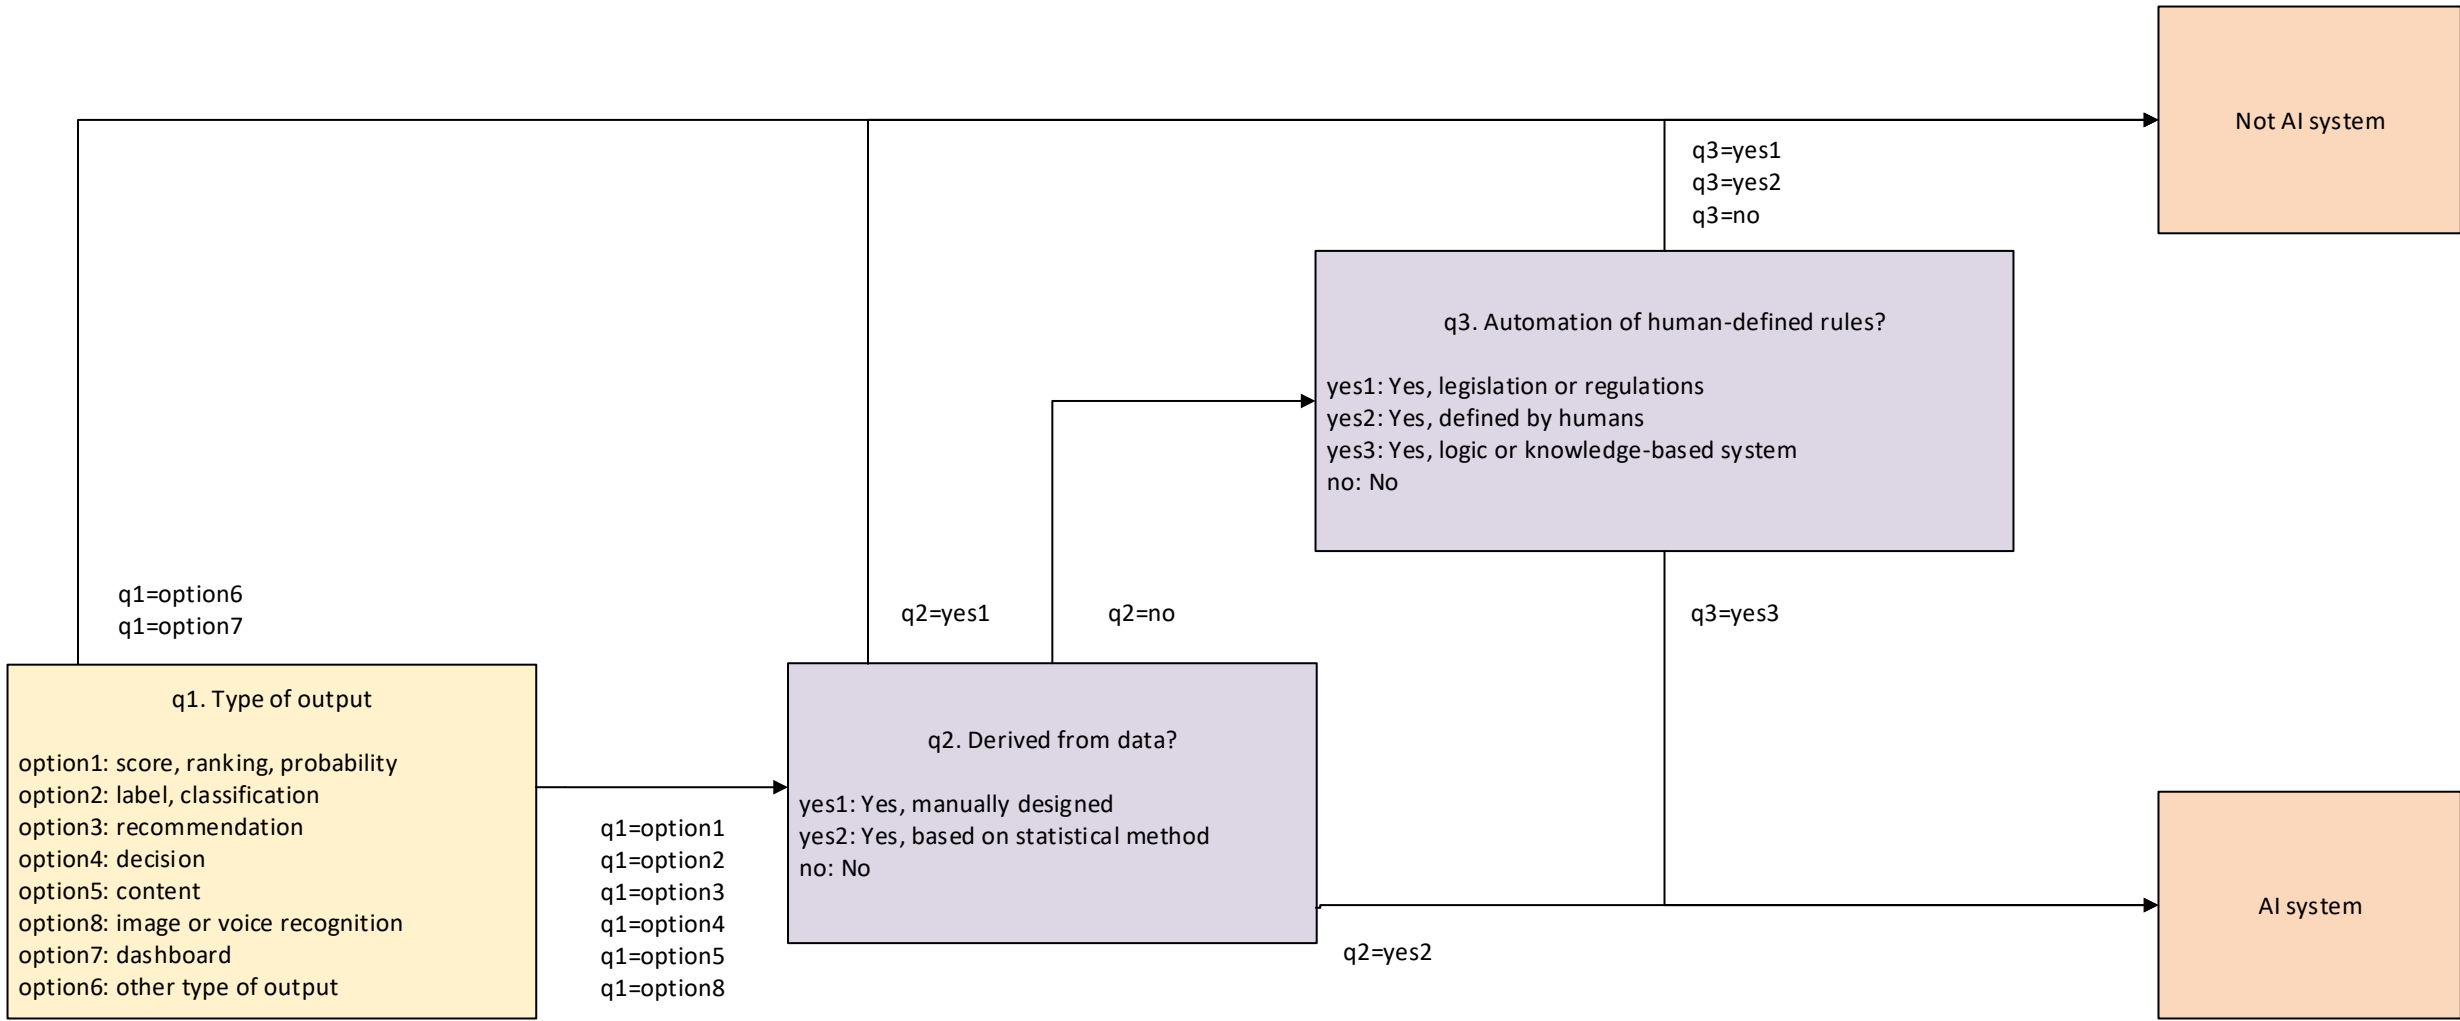 Not AI system
q3=yes1
q3=yes2
q3=no
q3. Automation of human-defined rules?
yes1: Yes, legislation or regulations
yes2: Yes, defined by humans
yes3: Yes, logic or knowledge-based system
no: No
q1=option6
q1=option7
q2=yes1
q2=no
q3=yes3
q1. Type of output
option1: score, ranking, probability
option2: label, classification
option3: recommendation
option4: decision
option5: content
option8: image or voice recognition
option7: dashboard
option6: other type of output
q1=option1
q1=option2
q1=option3
q1=option4
q1=option5
q1=option8
q2. Derived from data?
yes1: Yes, manually designed
yes2: Yes, based on statistical method
no: No
q2=yes2
AI system